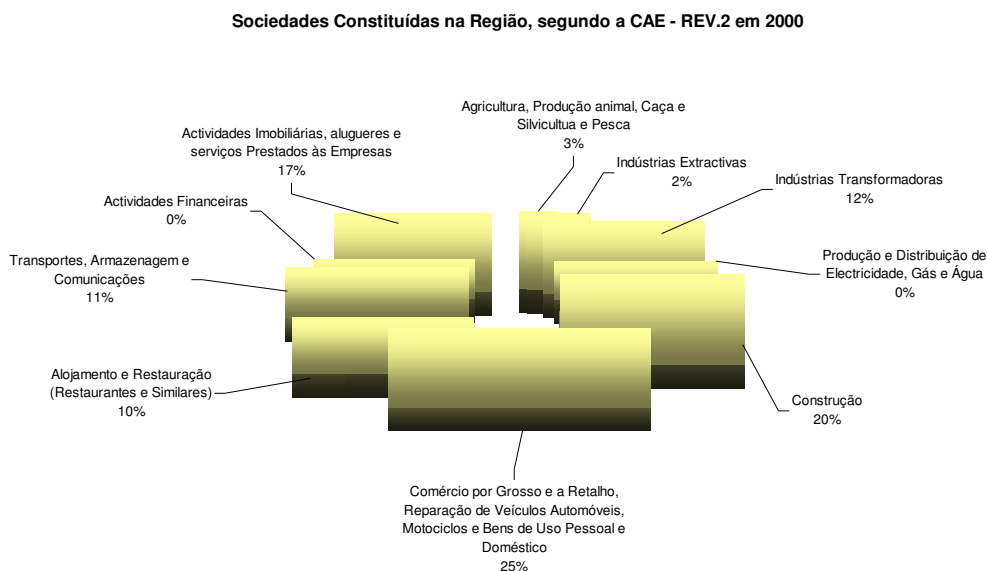 Sociedades Constituídas na Região, segundo a CAE - REV.2 em 2000
Agricultura, Produção animal, Caça e
Silvicultua e Pesca
3%
Indústrias Extractivas
2%
Indústrias Transformadoras
12%
Produção e Distribuição de
Electricidade, Gás e Água
0%
Construção
20%
Comércio por Grosso e a Retalho,
Reparação de Veículos Automóveis,
Motociclos e Bens de Uso Pessoal e
Doméstico
25%
Alojamento e Restauração
(Restaurantes e Similares)
10%
Transportes, Armazenagem e
Comunicações
11%
Actividades Financeiras
0%
Actividades Imobiliárias, alugueres e
serviços Prestados às Empresas
17%